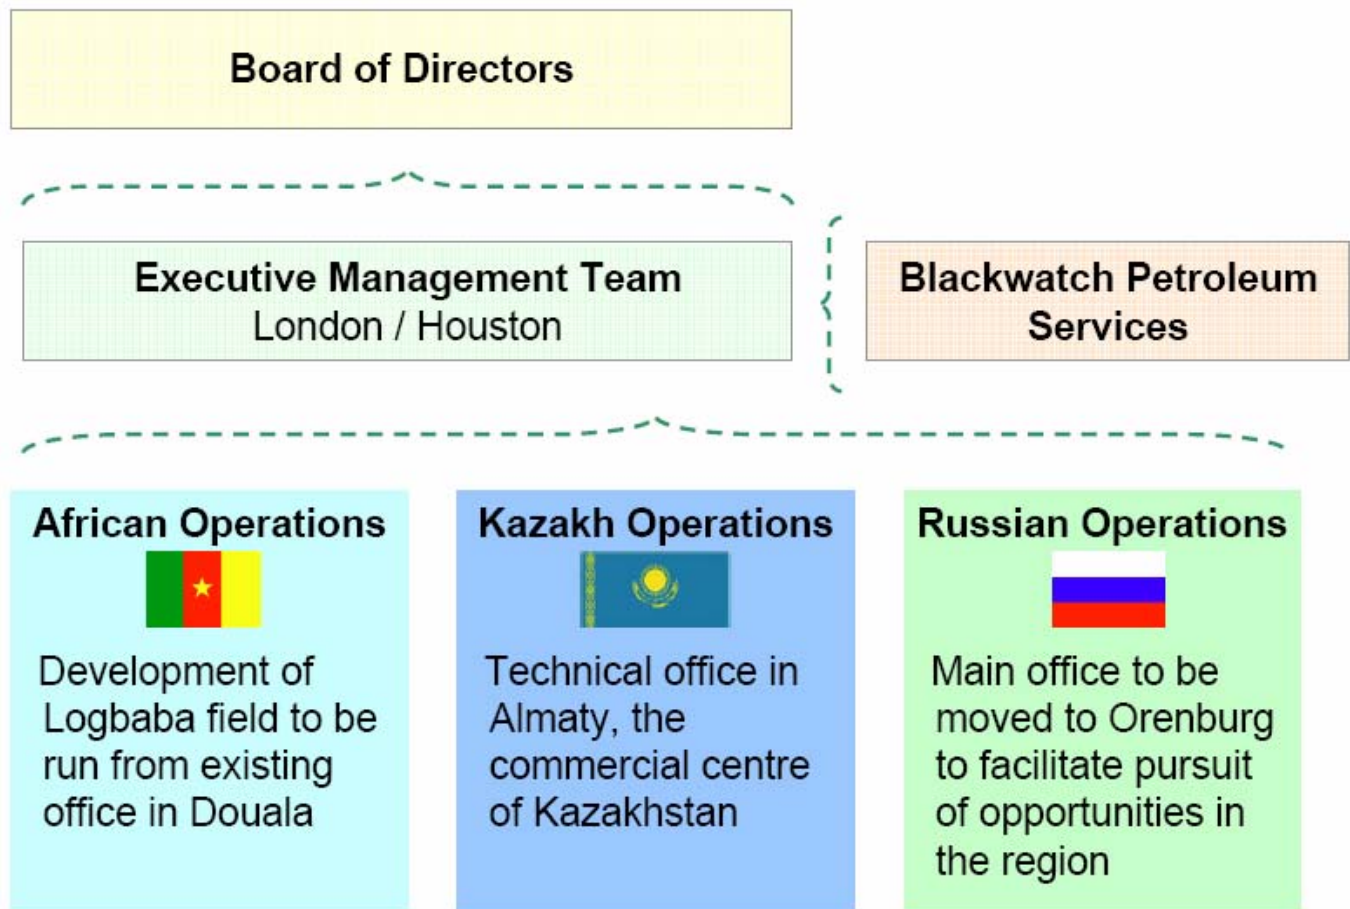 Board of Directors
Executive Management Team
London / Houston
Blackwatch Petroleum
Services
African Operations
Development of
Logbaba field to be
run from existing
office in Douala
Kazakh Operations
Technical office in
Almaty, the
commercial centre
of Kazakhstan
Russian Operations
Main office to be
moved to Orenburg
to facilitate pursuit
of opportunities in
the region